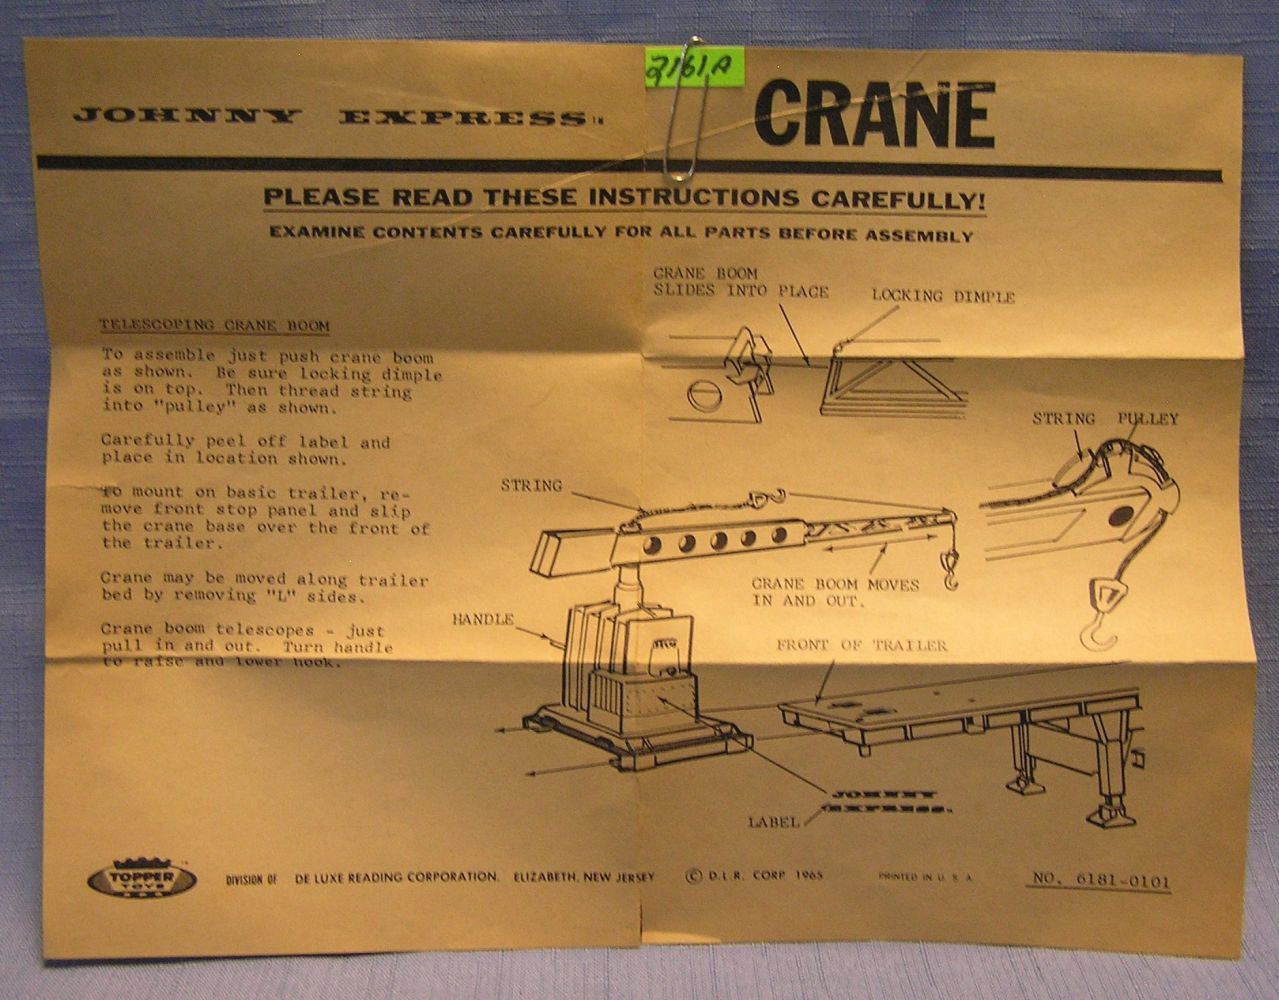 2161A
JOHNNY EXPRESS TM
CRANE
PLEASE READ THESE INSTRUCTIONS CAREFULLY!
EXAMINE CONTENTS CAREFULLY FOR ALL PARTS BEFORE ASSEMBLY
TELESCOPING CRANE BOOM
To assemble just push crane boom
as shown. Be sure locking dimple
is on top. Then thread string
into "pulley" as shown.
Carefully peel off label and
place in location shown.
To mount on basic trailer, re-
move front stop panel and slip
the crane base over the front of
the trailer.
Crane may be moved along trailer
bed by removing "L" sides.
Crane boom telescopes - just
pull in and out. Turn handle
to raise and lower hook.
CRANE BOOM
SLIDES INTO PLACE
LOCKING DIMPLE
STRING
PULLEY
STRING
CRANE BOOM MOVES
IN AND OUT.
HANDLE
FRONT OF TRAILER
JOHNNY
EXPRESS
LABEL
TOPPER
TOYS
DIVISION OF DE LUXE READING CORPORATION, ELIZABETH, NEW JERSEY
© D.L.R. CORP 1965
PRINTED IN U.S.A
NO. 6181-0101